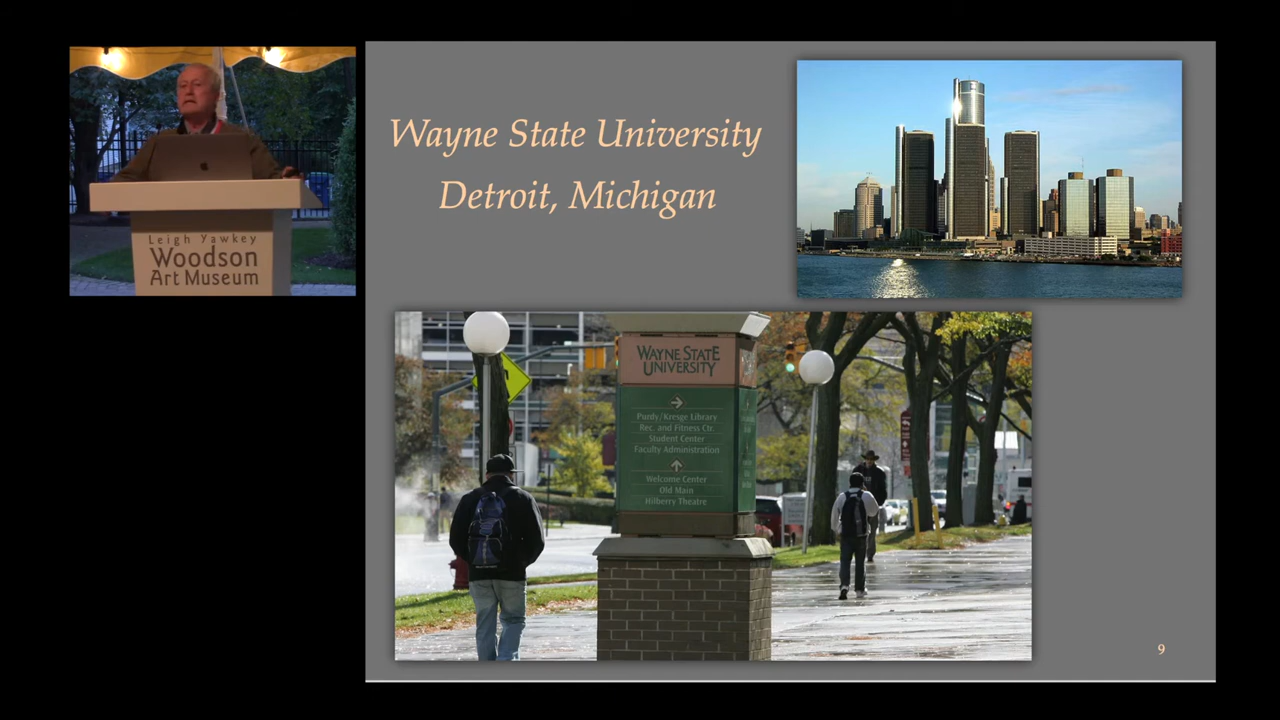 Leigh Yawkey
Woodson
Art Museum
Wayne State University
Detroit, Michigan
WAYNE STATE
UNIVERSITY
Purdy/Kresge Library
Rec. and Fitness Ctr.
Student Center
Faculty Administration
Welcome Center
Old Main
Hilberry Theatre
9